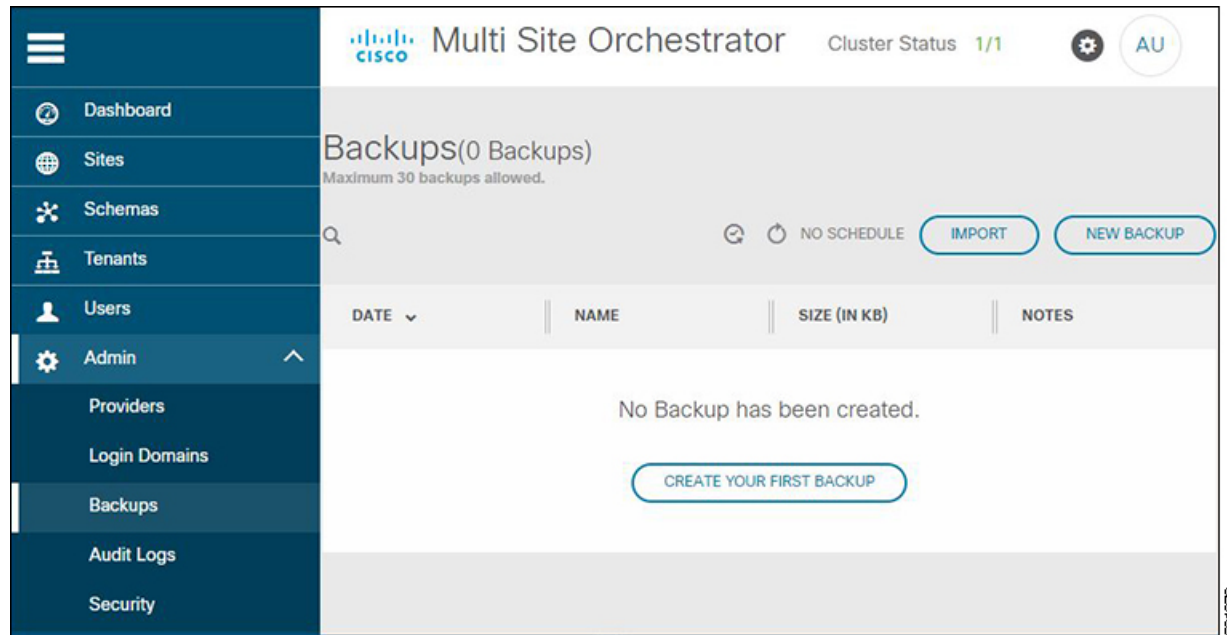 cisco Multi Site Orchestrator Cluster Status 1/1 AU
Dashboard
Sites
Schemas
Tenants
Users
Admin
Providers
Login Domains
Backups
Audit Logs
Security
Backups(0 Backups)
Maximum 30 backups allowed.
NO SCHEDULE IMPORT NEW BACKUP
DATE NAME SIZE (IN KB) NOTES
No Backup has been created.
CREATE YOUR FIRST BACKUP